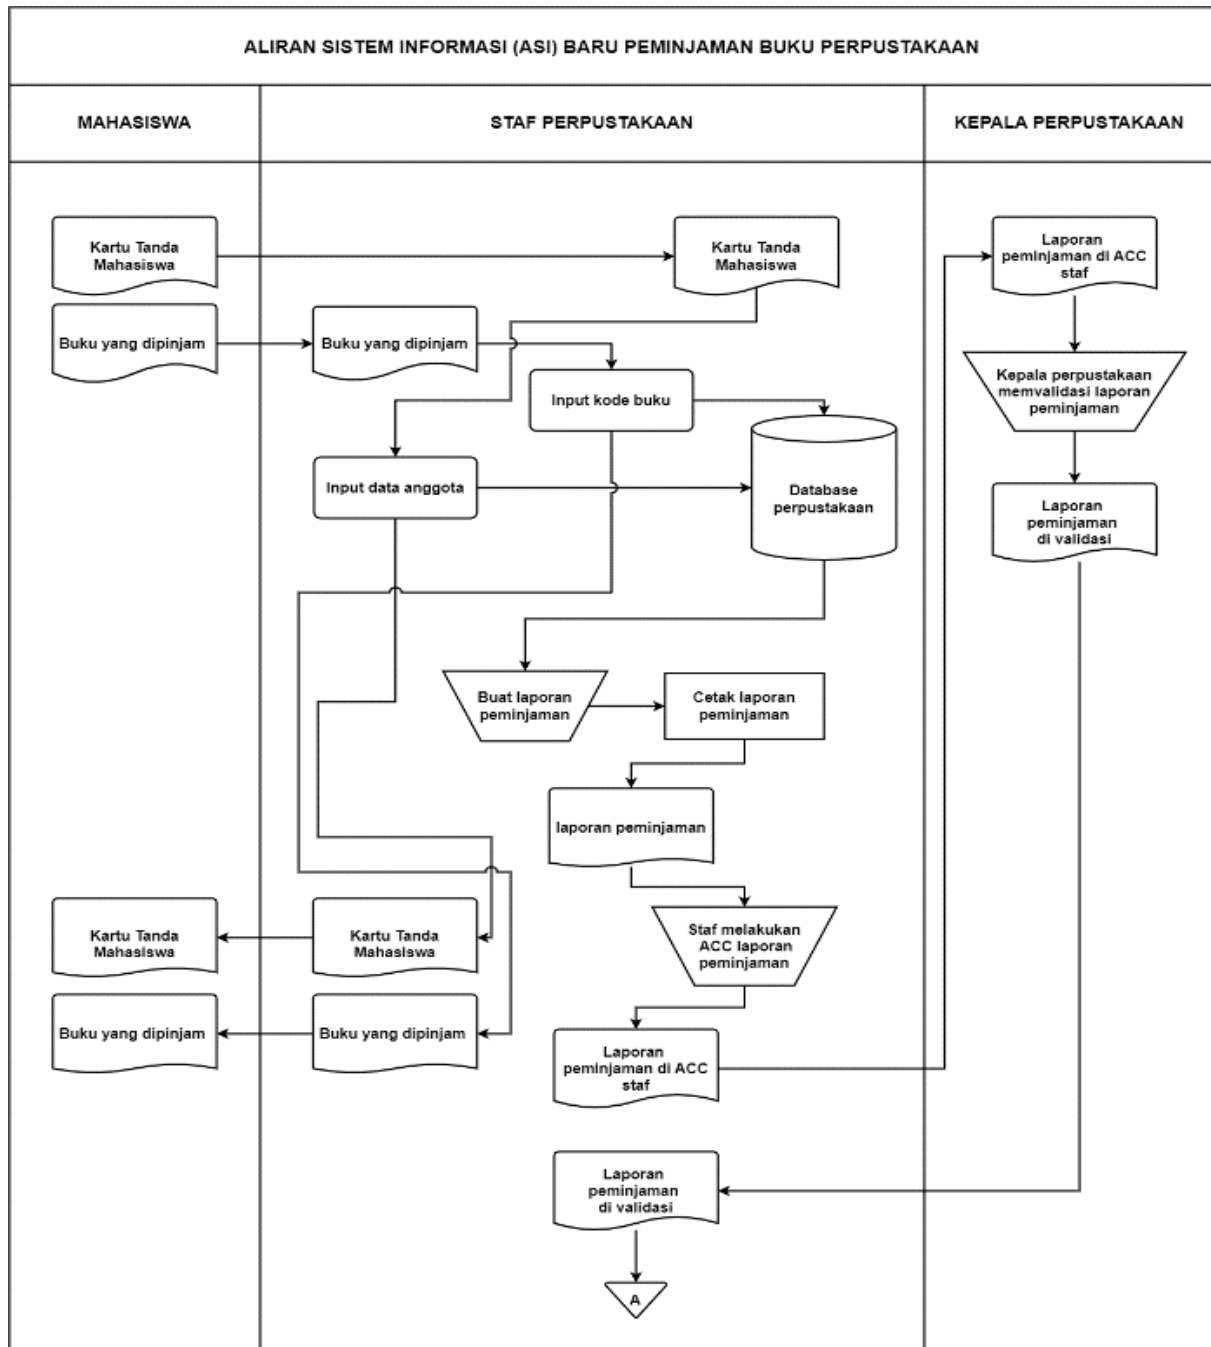 ALIRAN SISTEM INFORMASI (ASI) BARU PEMINJAMAN BUKU PERPUSTAKAAN
MAHASISWA
STAF PERPUSTAKAAN
KEPALA PERPUSTAKAAN
Kartu Tanda
Mahasiswa
Kartu Tanda
Mahasiswa
Laporan
peminjaman di ACC
staf
Buku yang dipinjam
Buku yang dipinjam
Input kode buku
Kepala perpustakaan
memvalidasi laporan
peminjaman
Input data anggota
Database
perpustakaan
Laporan
peminjaman
di validasi
Buat laporan
peminjaman
Cetak laporan
peminjaman
laporan peminjaman
Kartu Tanda
Mahasiswa
Kartu Tanda
Mahasiswa
Staf melakukan
ACC laporan
peminjaman
Buku yang dipinjam
Buku yang dipinjam
Laporan
peminjaman di ACC
staf
Laporan
peminjaman
di validasi
A